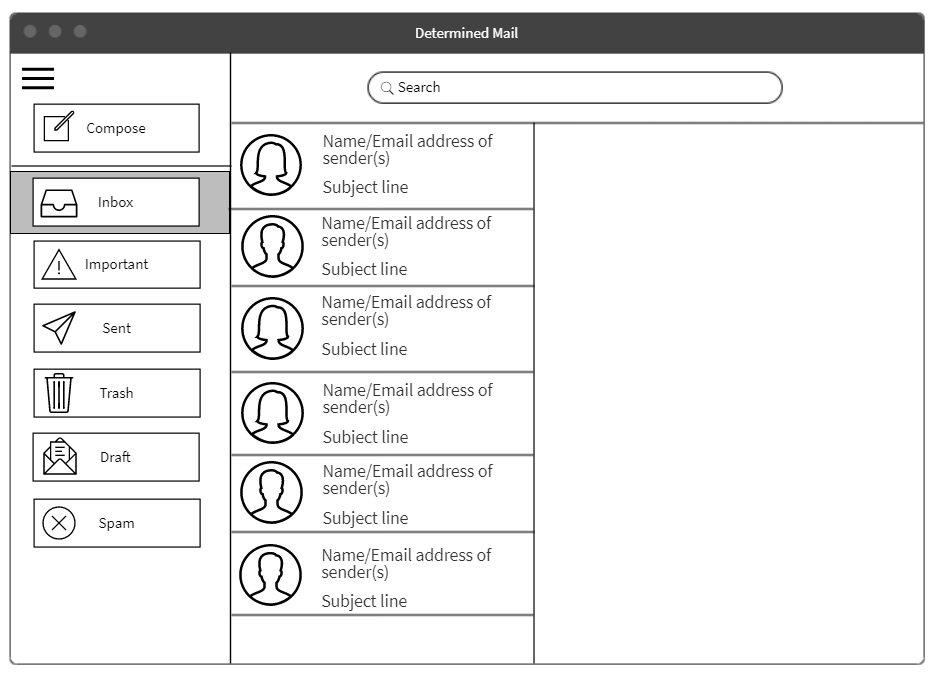 Determined Mail
Search
Compose
Inbox
Important
Sent
Trash
Draft
Spam
Name/Email address of
sender(s)
Subject line
Name/Email address of
sender(s)
Subject line
Name/Email address of
sender(s)
Subject line
Name/Email address of
sender(s)
Subject line
Name/Email address of
sender(s)
Subject line
Name/Email address of
sender(s)
Subject line